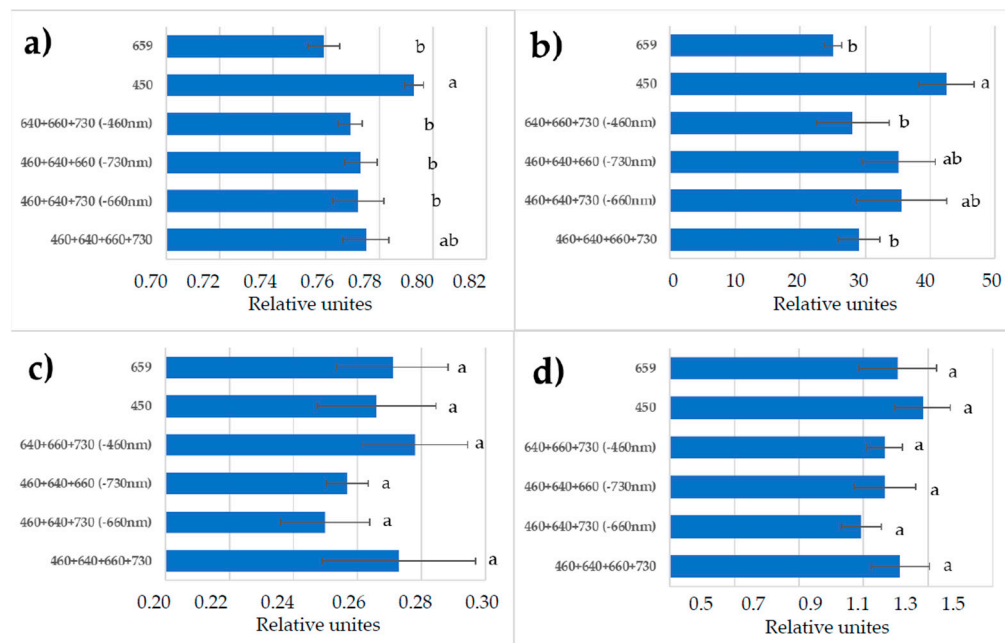 a)
659 b
450 a
640+660+730 (-460nm) b
460+640+660 (-730nm) b
460+640+730 (-660nm) b
460+640+660+730 ab
0.70 0.72 0.74 0.76 0.78 0.80 0.82
Relative unites
b)
659 b
450 a
640+660+730 (-460nm) b
460+640+660 (-730nm) ab
460+640+730 (-660nm) ab
460+640+660+730 b
0 10 20 30 40 50
Relative unites
c)
659 a
450 a
640+660+730 (-460nm) a
460+640+660 (-730nm) a
460+640+730 (-660nm) a
460+640+660+730 a
0.20 0.22 0.24 0.26 0.28 0.30
Relative unites
d)
659 a
450 a
640+660+730 (-460nm) a
460+640+660 (-730nm) a
460+640+730 (-660nm) a
460+640+660+730 a
0.5 0.7 0.9 1.1 1.3 1.5
Relative unites